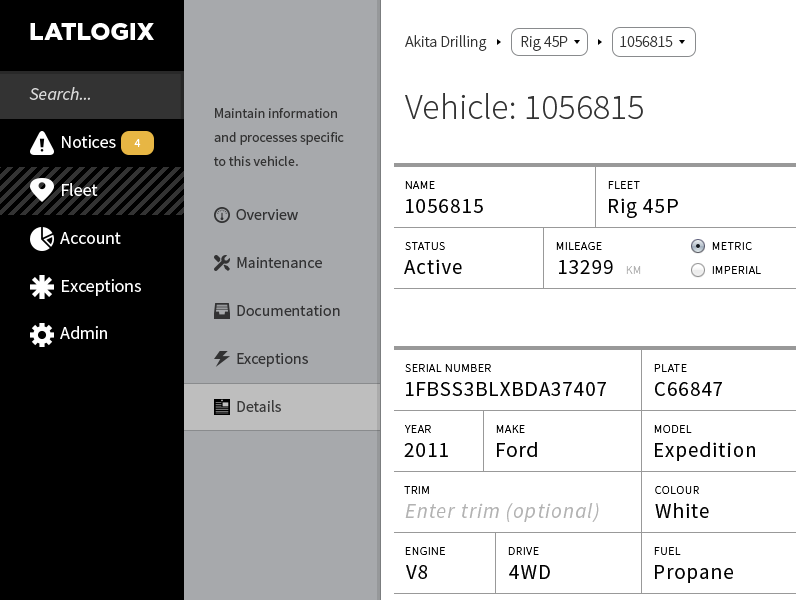 LATLOGIX
Search...
Notices 4
Fleet
Account
Exceptions
Admin
Maintain information
and processes specific
to this vehicle.
Overview
Maintenance
Documentation
Exceptions
Details
Akita Drilling ▸ Rig 45P ▾ ▸ 1056815 ▾
Vehicle: 1056815
NAME FLEET
1056815 Rig 45P
STATUS MILEAGE METRIC
Active 13299 KM IMPERIAL
SERIAL NUMBER PLATE
1FBSS3BLXBDA37407 C66847
YEAR MAKE MODEL
2011 Ford Expedition
TRIM COLOUR
Enter trim (optional) White
ENGINE DRIVE FUEL
V8 4WD Propane